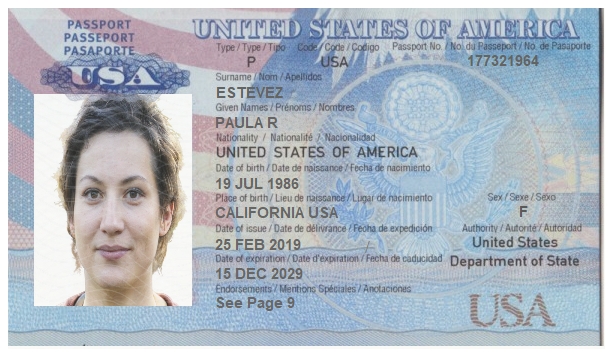 PASSPORT
PASSEPORT
PASAPORTE
USA
UNITED STATES OF AMERICA
Type / Type / Tipo Code / Code / Codigo Passport No. / No. du Passeport / No. de Pasaporte
P USA 177321964
Surname / Nom / Apellidos
ESTEVEZ
Given Names / Prénoms / Nombres
PAULA R
Nationality / Nationalité / Nacionalidad
UNITED STATES OF AMERICA
Date of birth / Date de naissance / Fecha de nacimiento
19 JUL 1986
Place of birth / Lieu de naissance / Lugar de nacimiento Sex / Sexe / Sexo
CALIFORNIA USA F
Date of issue / Date de délivrance / Fecha de expedición Authority / Autorité / Autoridad
25 FEB 2019 United States
Date of expiration / Date d'expiration / Fecha de caducidad Department of State
15 DEC 2029
Endorsements / Mentions Spéciales / Anotaciones
See Page 9
USA